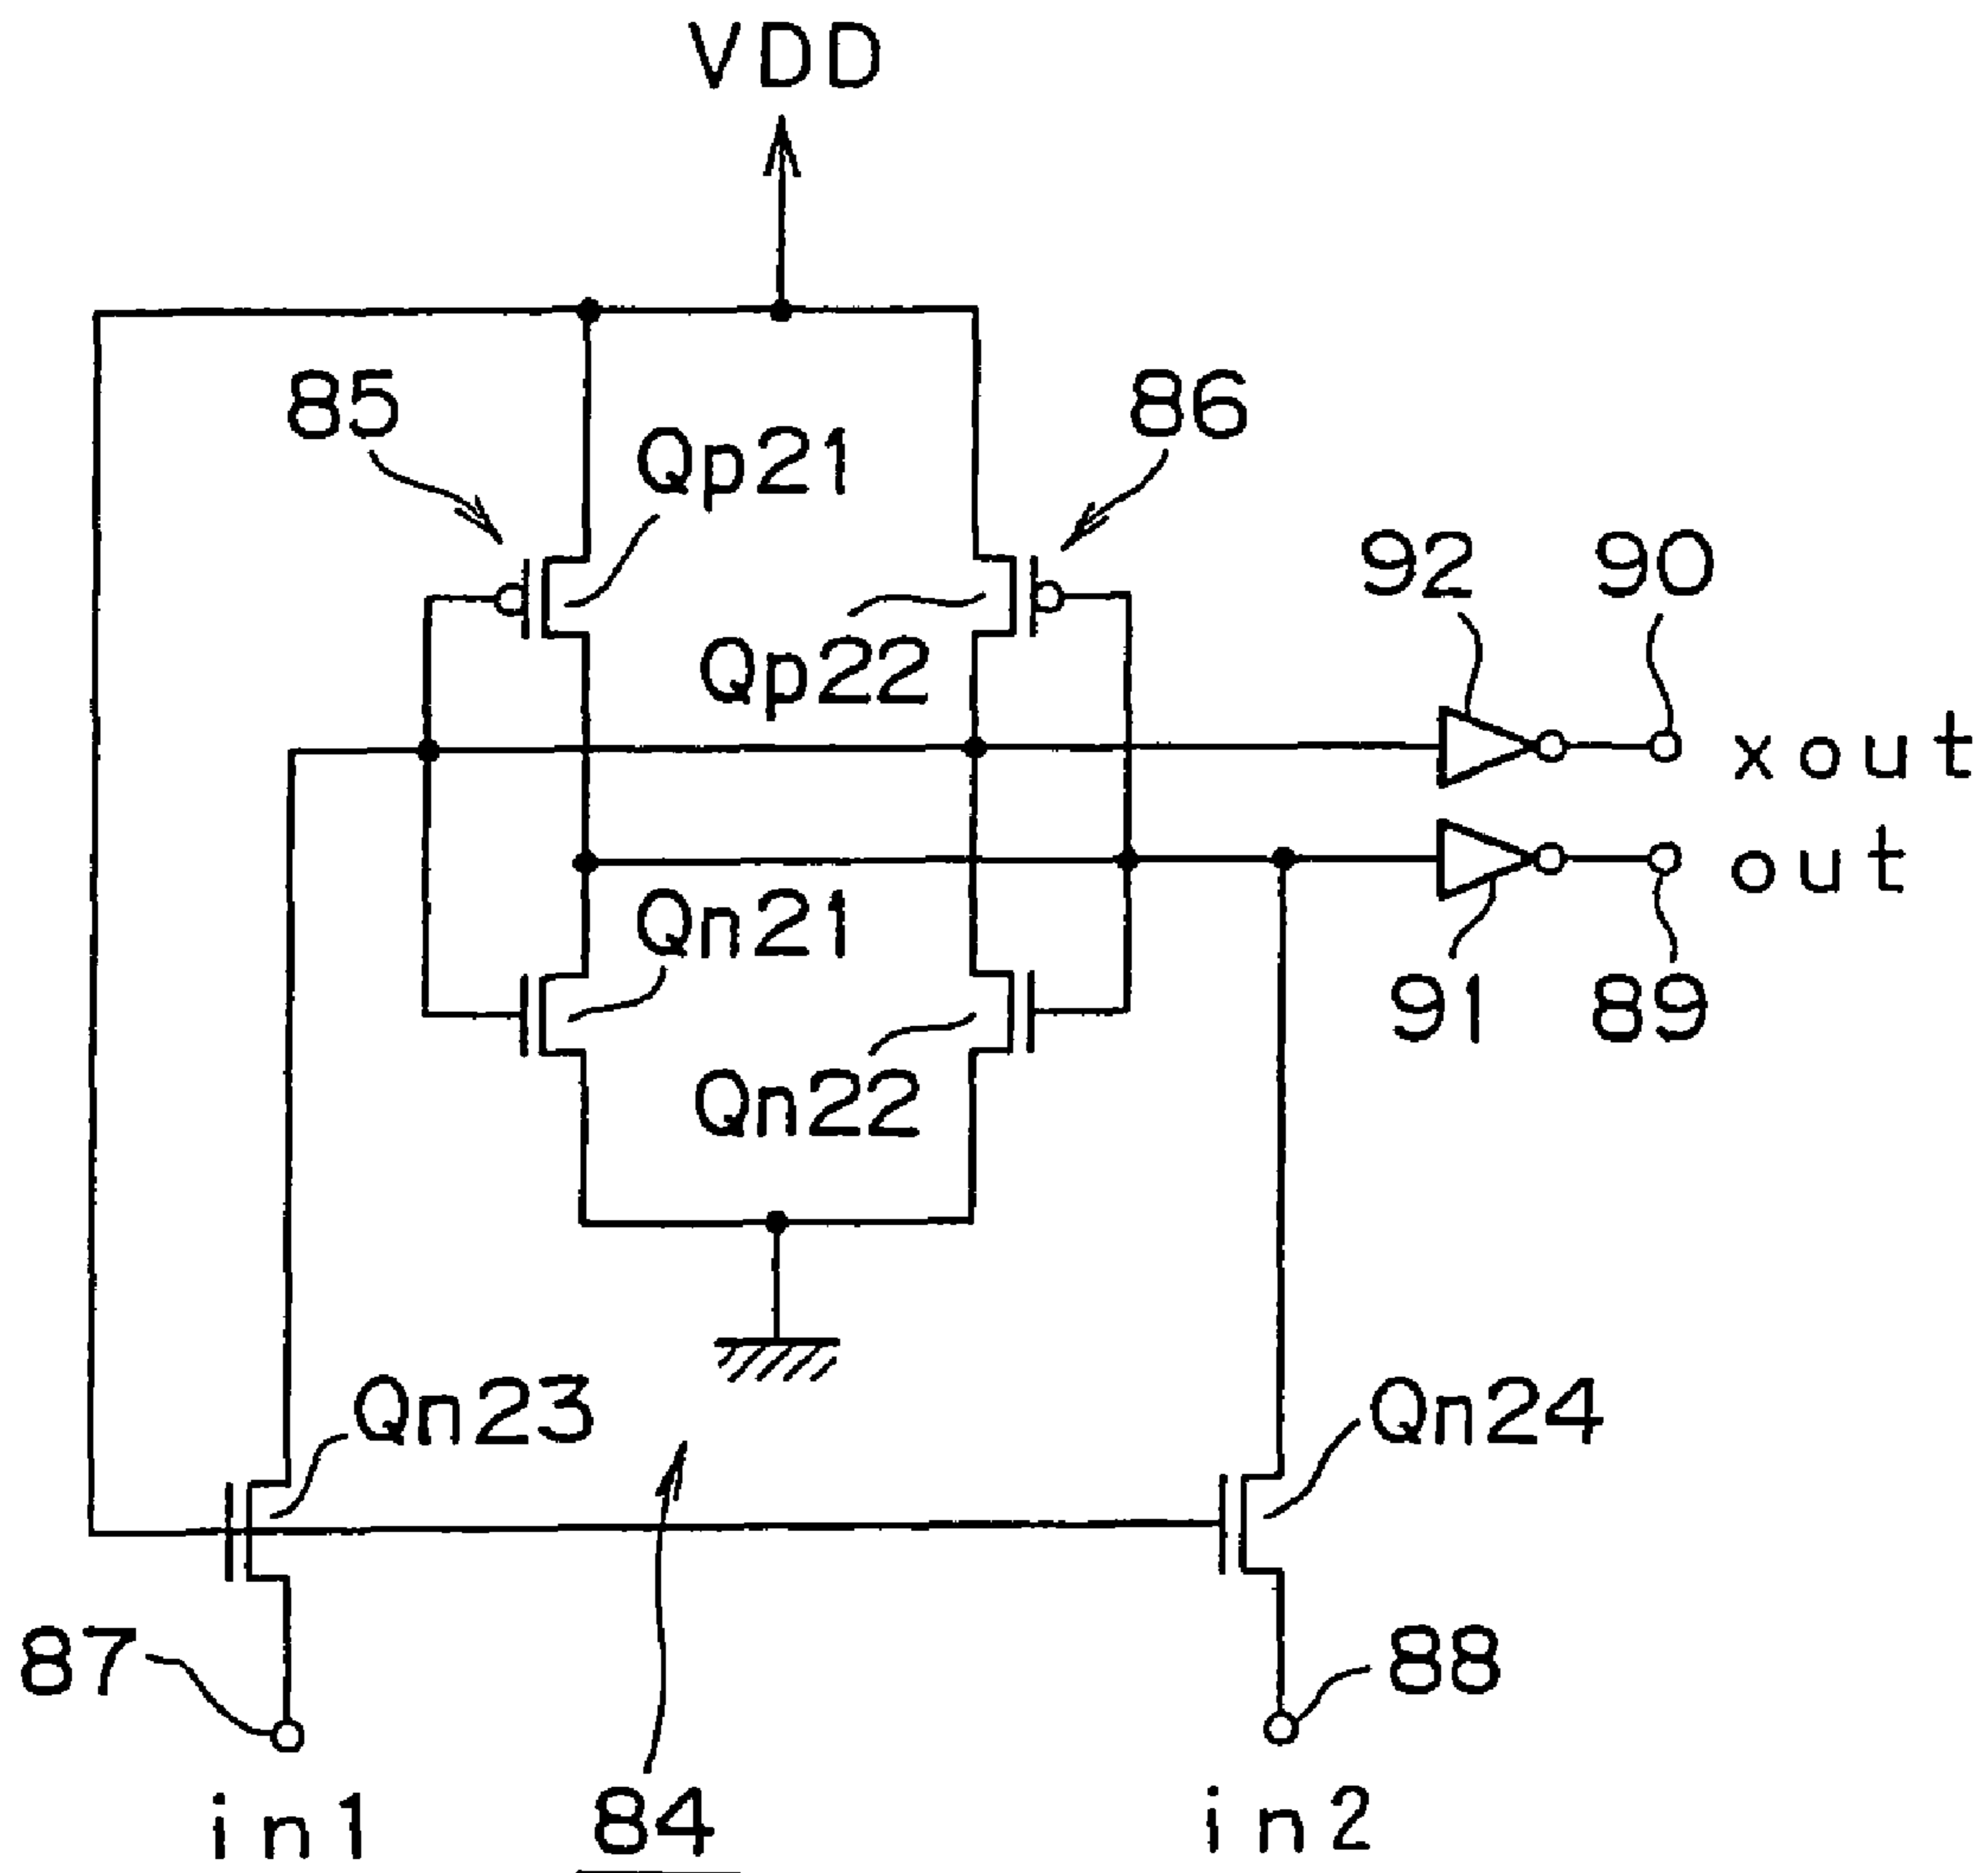 VDD
85
86
Qp21
92
90
Qp22
xout
out
Qn21
91
89
Qn22
Qn23
Qn24
87
88
in1
84
in2